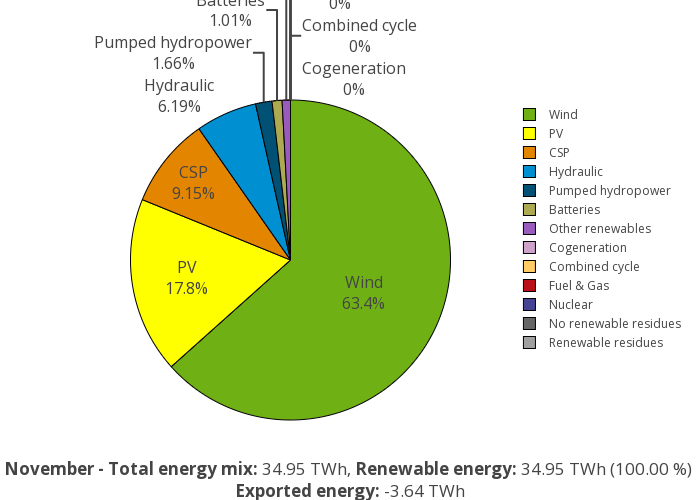 Batteries
1.01%
0%
Pumped hydropower
1.66%
Combined cycle
0%
Hydraulic
6.19%
Cogeneration
0%
CSP
9.15%
PV
17.8%
Wind
63.4%
Wind
PV
CSP
Hydraulic
Pumped hydropower
Batteries
Other renewables
Cogeneration
Combined cycle
Fuel & Gas
Nuclear
No renewable residues
Renewable residues
November - Total energy mix: 34.95 TWh, Renewable energy: 34.95 TWh (100.00 %)
Exported energy: -3.64 TWh